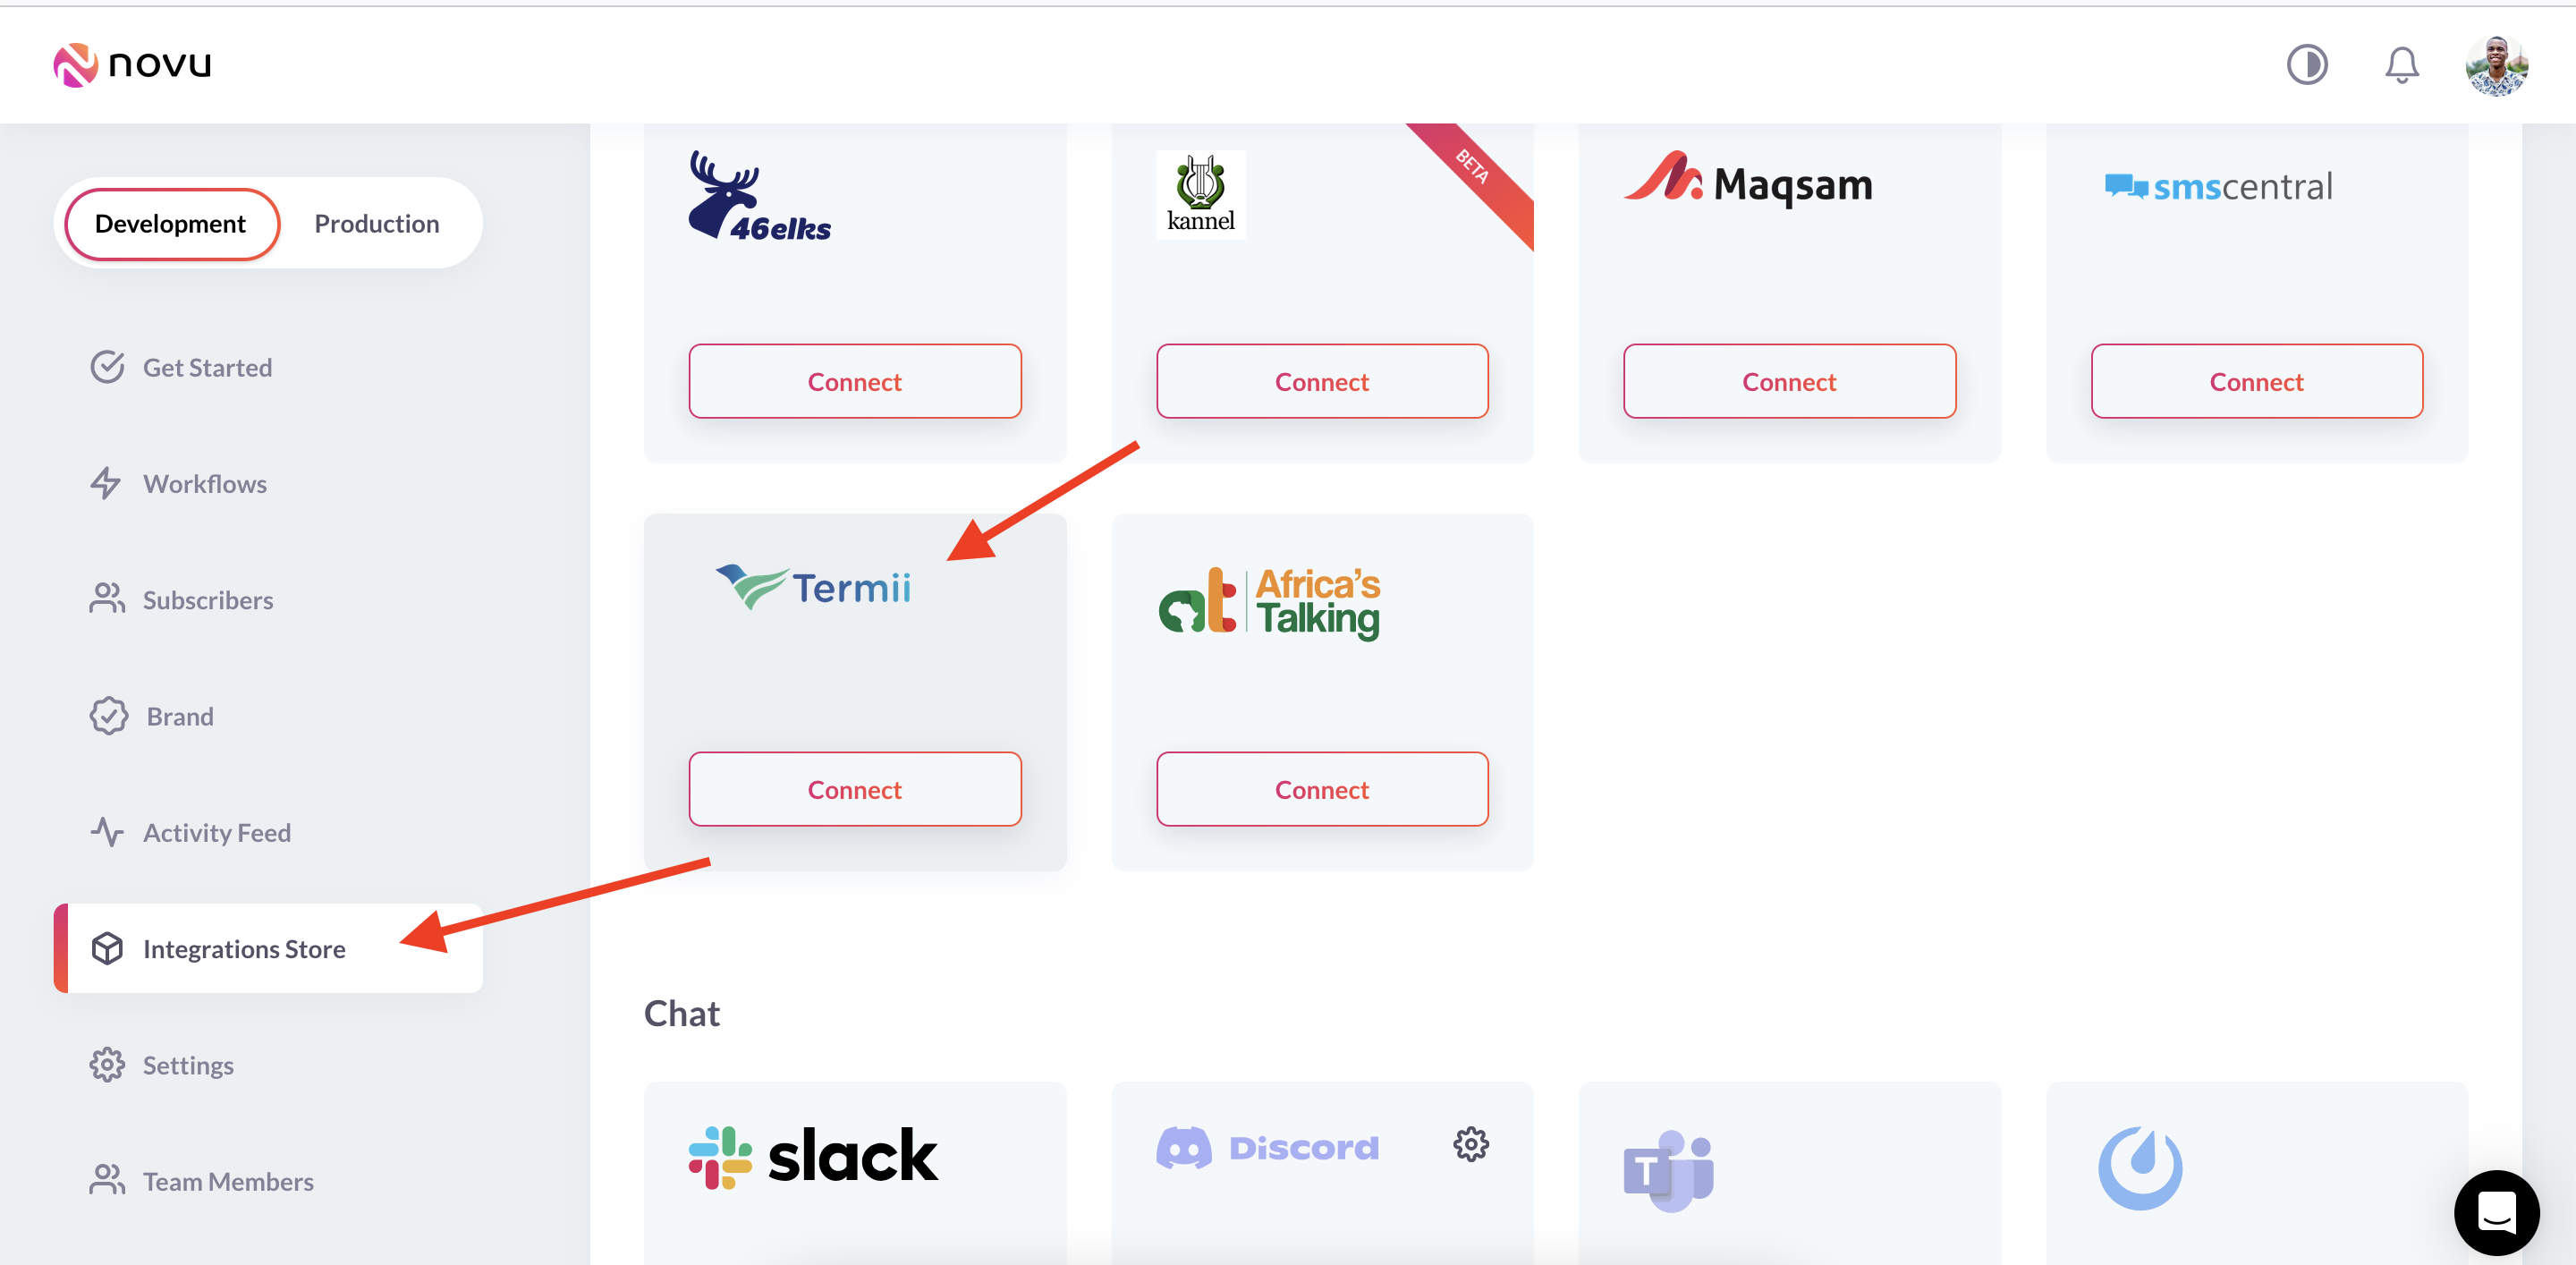 novu
Development
Production
Get Started
Workflows
Subscribers
Brand
Activity Feed
Integrations Store
Settings
Team Members
46elks
kannel
BETA
Maqsam
smscentral
Connect
Connect
Connect
Connect
Termii
at
Africa's
Talking
Connect
Connect
Chat
slack
Discord
T